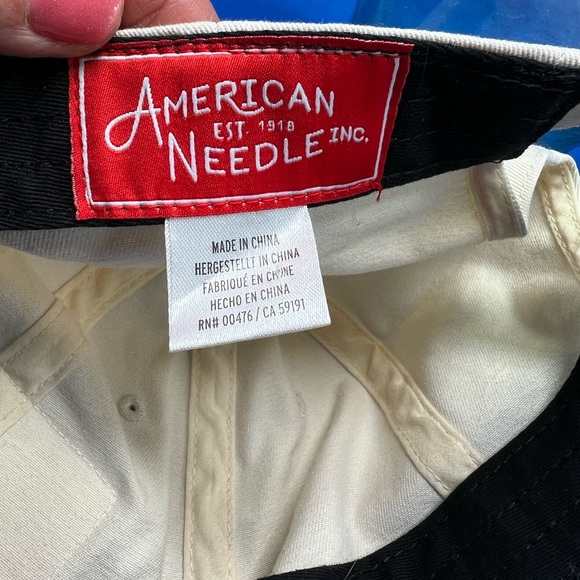 AMERICAN
EST. 1918
NEEDLE INC.
MADE IN CHINA
HERGESTELLT IN CHINA
FABRIQUÉ EN CHINE
HECHO EN CHINA
RN# 00476 / CA 59191